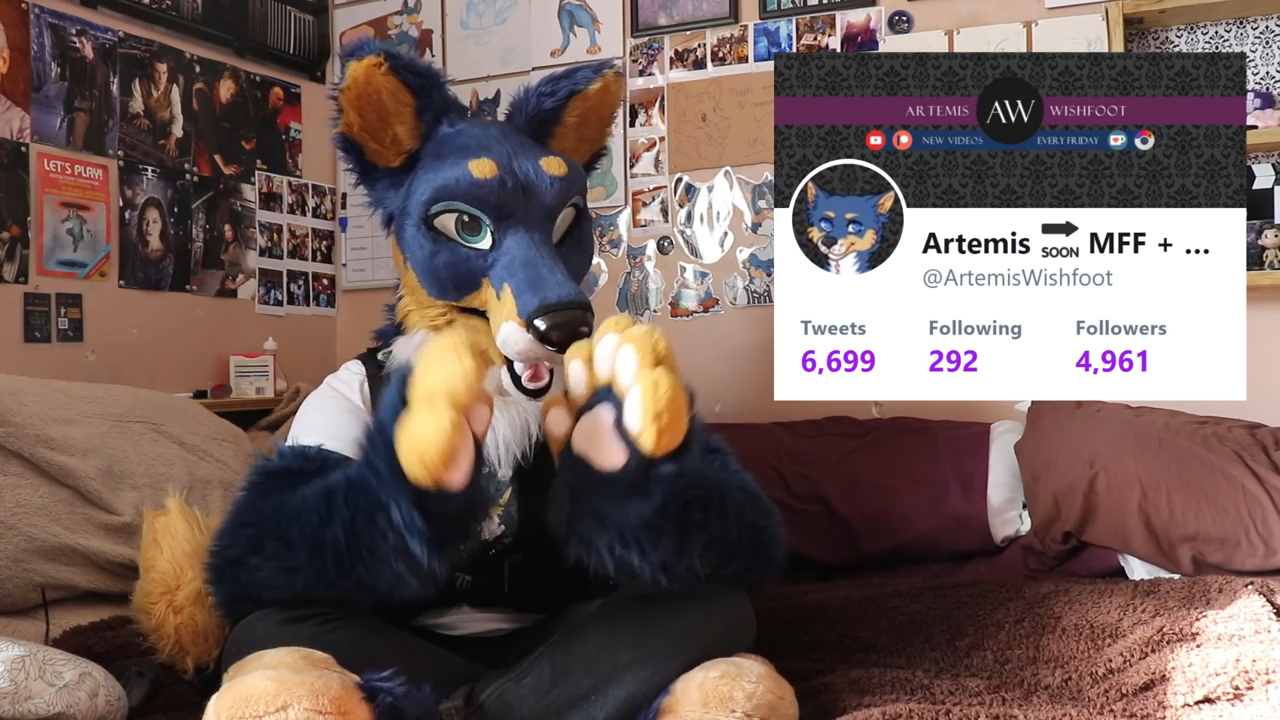 LET'S PLAY!
ARTEMIS AW WISHFOOT
NEW VIDEOS EVERY FRIDAY
Artemis SOON MFF + ...
@ArtemisWishfoot
Tweets Following Followers
6,699 292 4,961